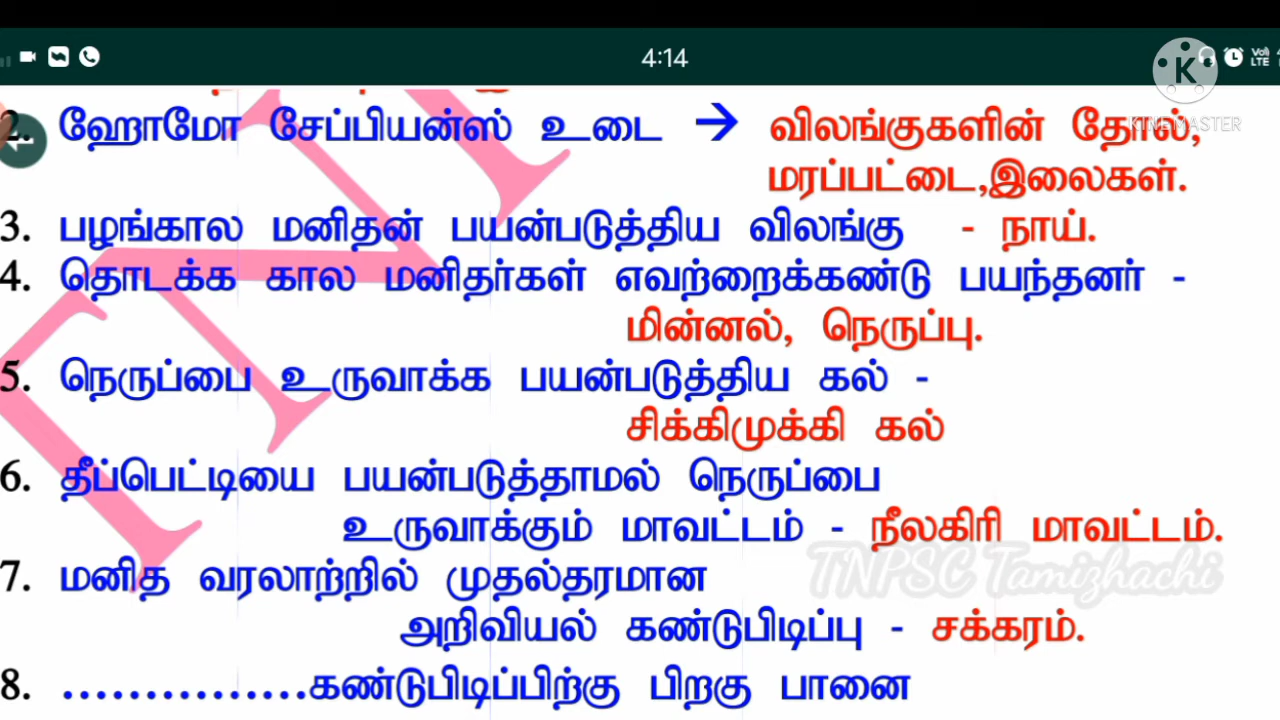 4:14
KINEMASTER
2. ஹோமோ சேப்பியன்ஸ் உடை → விலங்குகளின் தோல்,
மரப்பட்டை,இலைகள்.
3. பழங்கால மனிதன் பயன்படுத்திய விலங்கு - நாய்.
4. தொடக்க கால மனிதர்கள் எவற்றைக்கண்டு பயந்தனர் -
மின்னல், நெருப்பு.
5. நெருப்பை உருவாக்க பயன்படுத்திய கல் -
சிக்கிமுக்கி கல்
6. தீப்பெட்டியை பயன்படுத்தாமல் நெருப்பை
உருவாக்கும் மாவட்டம் - நீலகிரி மாவட்டம்.
TNPSC Tamizhachi
7. மனித வரலாற்றில் முதல்தரமான
அறிவியல் கண்டுபிடிப்பு - சக்கரம்.
8. ...............கண்டுபிடிப்பிற்கு பிறகு பானை